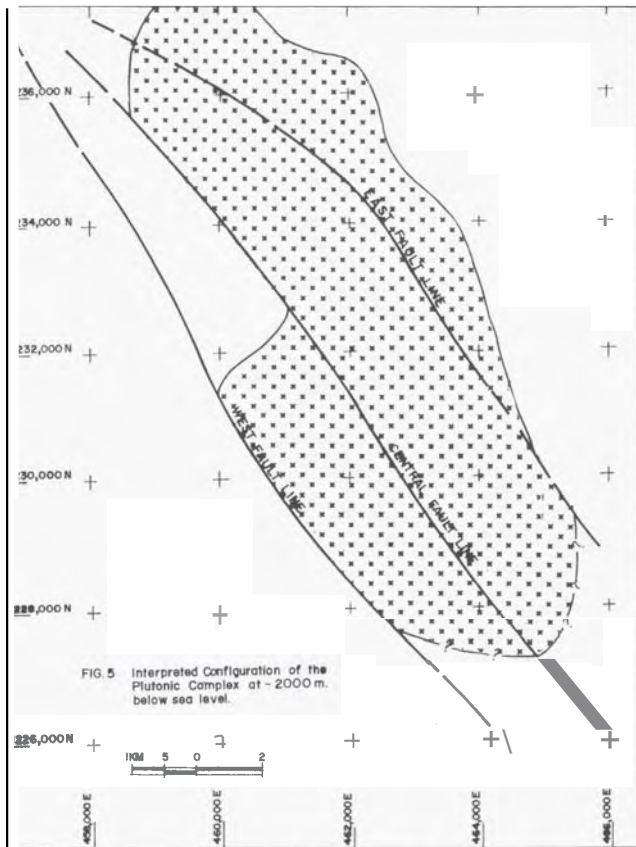 236,000 N
234,000 N
232,000 N
230,000 N
228,000 N
226,000 N
EAST FAULT LINE
WEST FAULT LINE
CENTRAL FAULT LINE
FIG. 5 Interpreted Configuration of the
Plutonic Complex at - 2000 m.
below sea level.
1KM 5 0 2
458,000 E
460,000 E
462,000 E
464,000 E
466,000 E